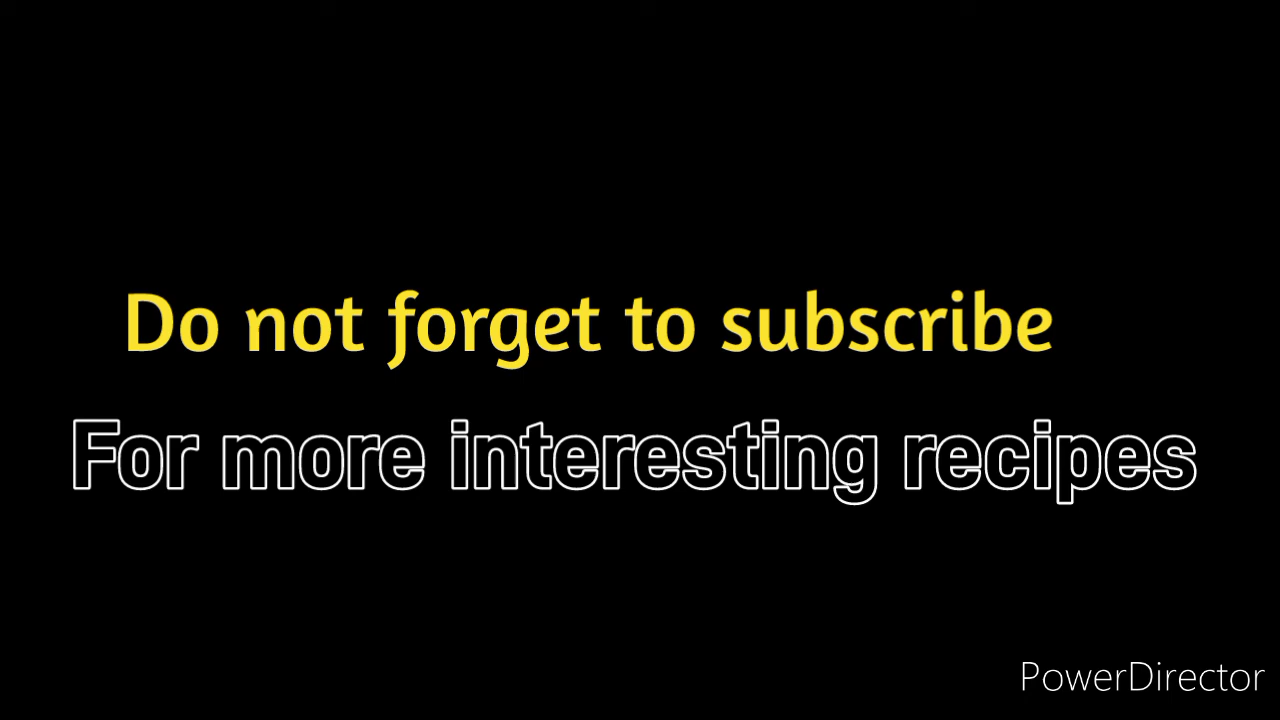 Do not forget to subscribe
For more interesting recipes
PowerDirector